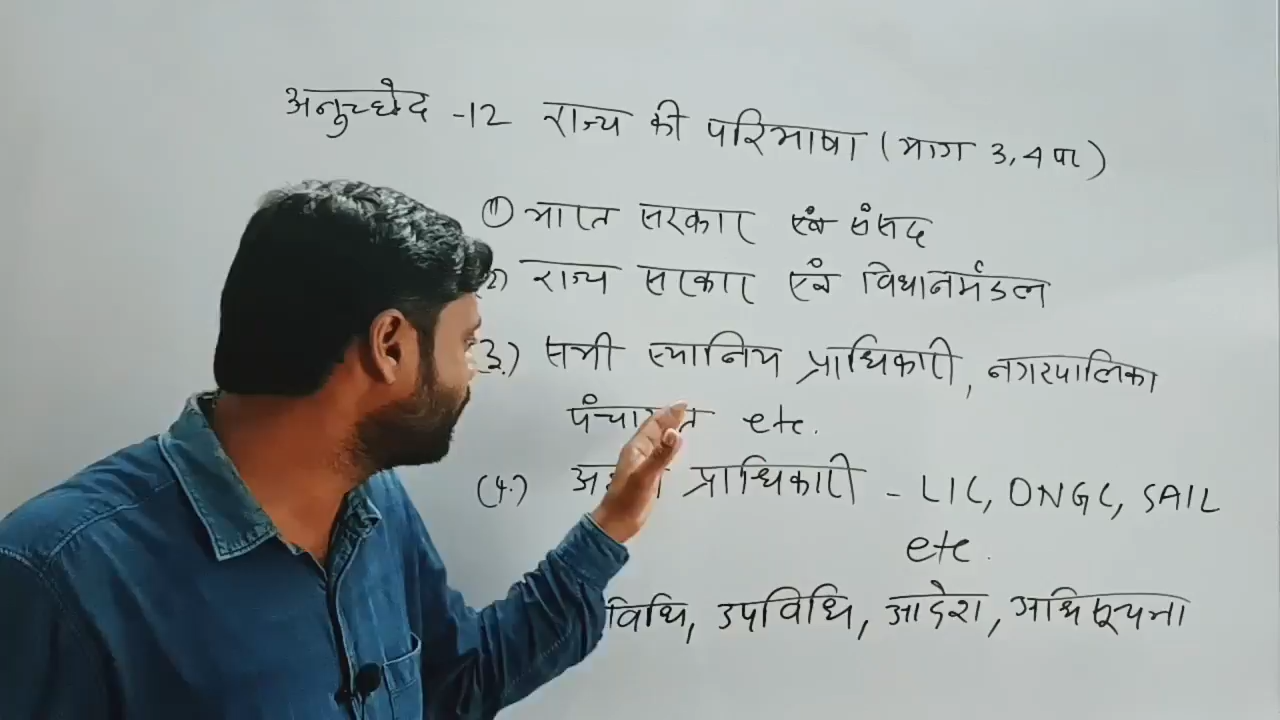 अनुच्छेद -12 राज्य की परिभाषा (भाग 3,4 पर)
(1) भारत सरकार एवं संसद
(2) राज्य सरकार एवं विधानमंडल
(3.) सभी स्थानिय प्राधिकारी, नगरपालिका
etc.
(4.) प्राधिकारी - LIC, ONGC, SAIL
etc.
विधि, उपविधि, आदेश, अधिसूचना